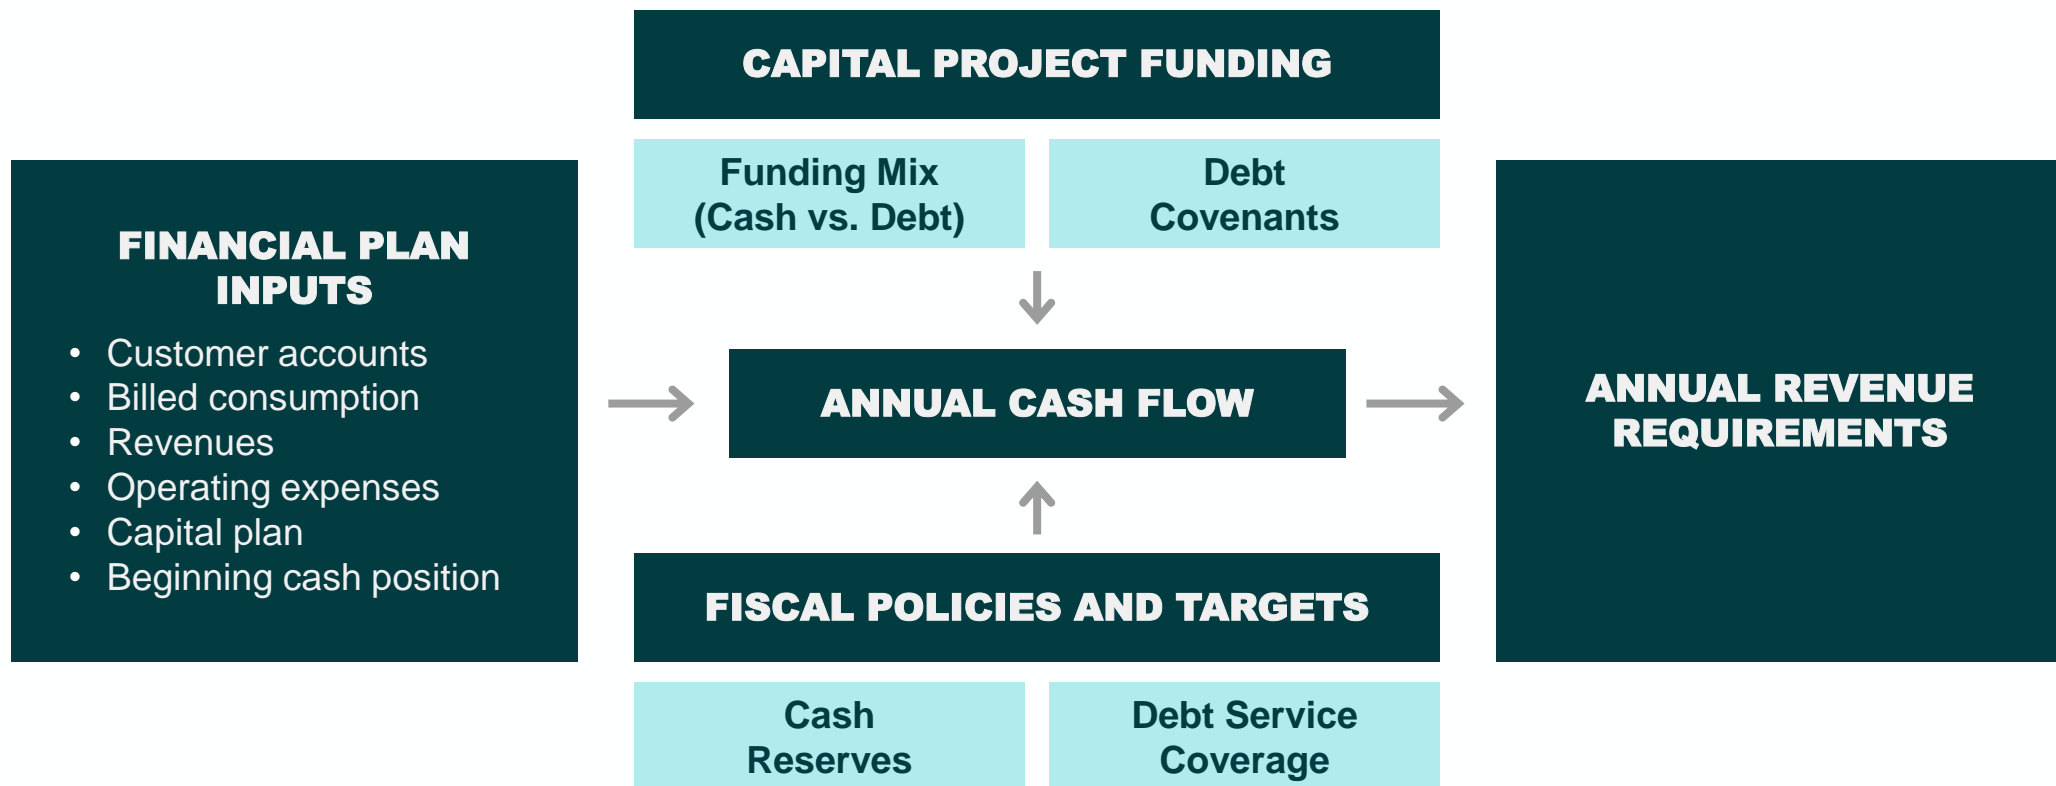 CAPITAL PROJECT FUNDING
Funding Mix
(Cash vs. Debt)
Debt
Covenants
FINANCIAL PLAN
INPUTS
• Customer accounts
• Billed consumption
• Revenues
• Operating expenses
• Capital plan
• Beginning cash position
ANNUAL CASH FLOW
ANNUAL REVENUE
REQUIREMENTS
FISCAL POLICIES AND TARGETS
Cash
Reserves
Debt Service
Coverage